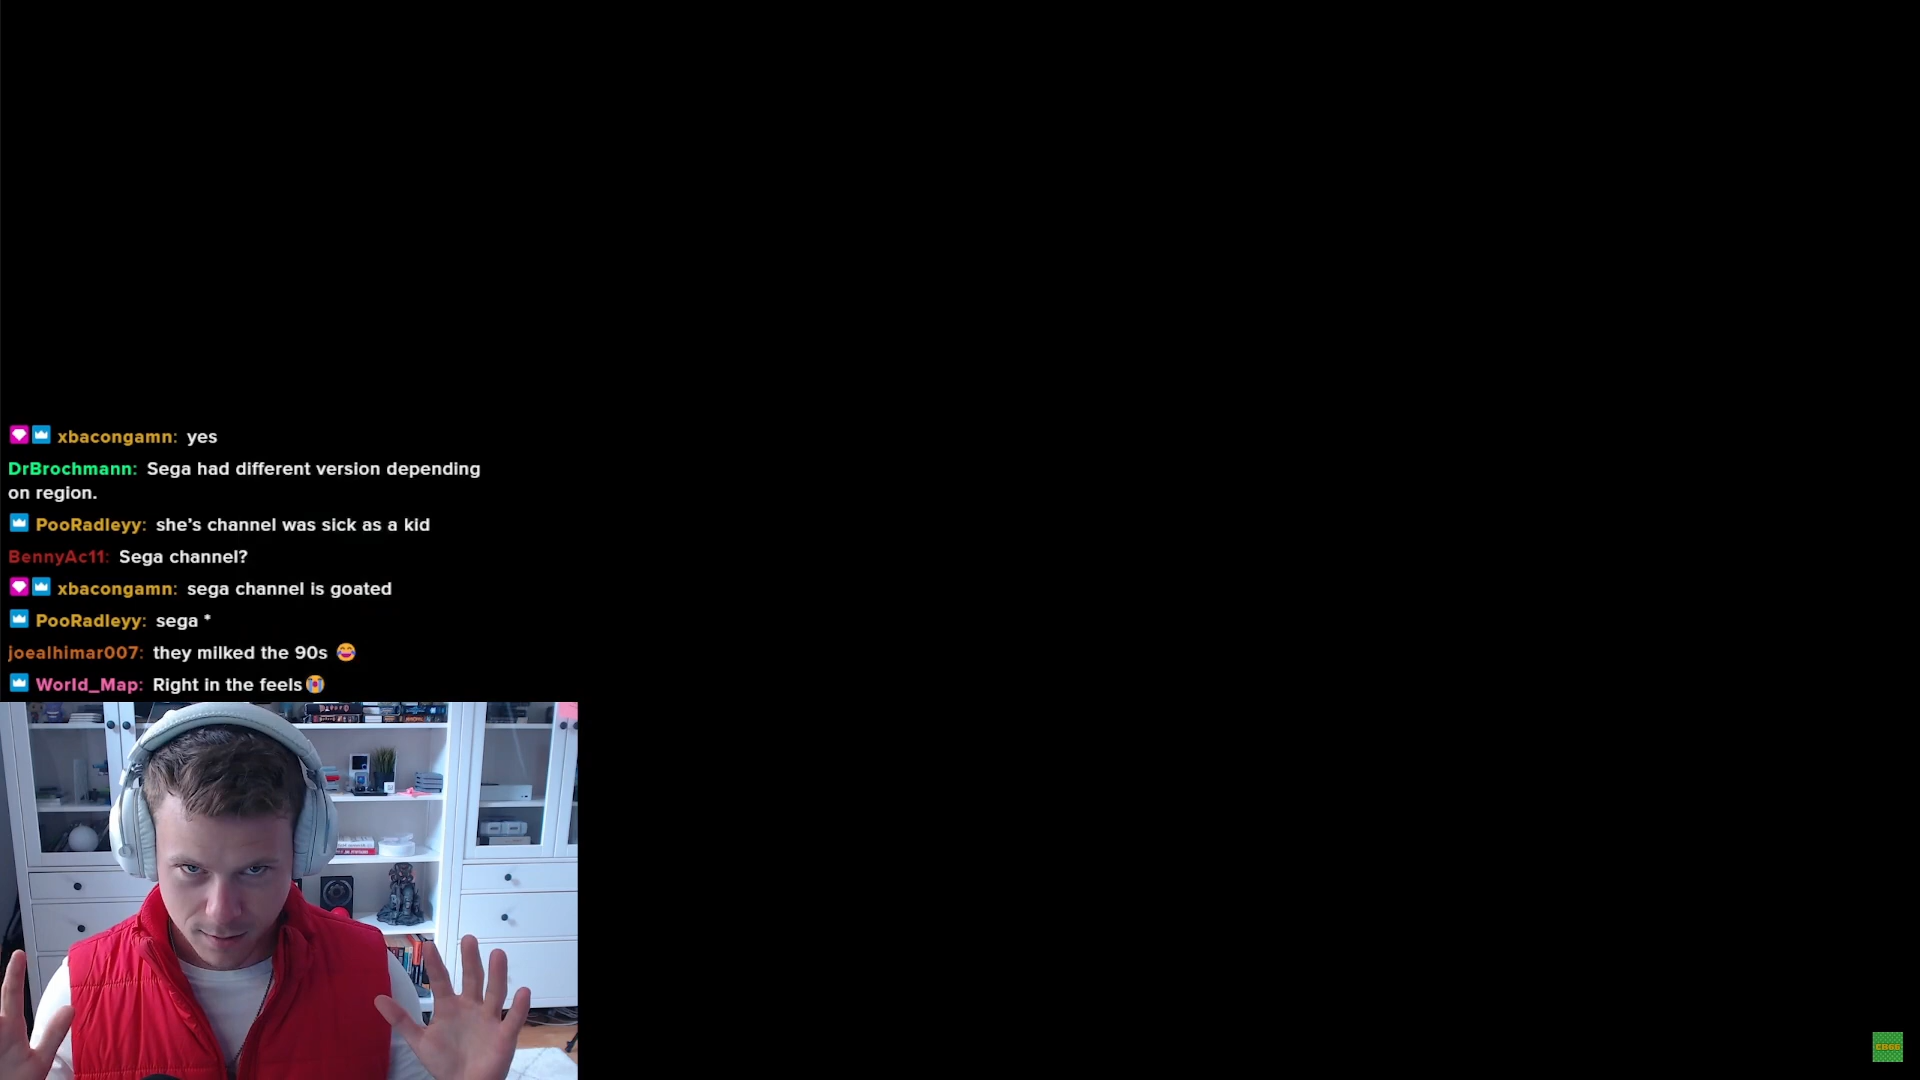 xbacongamn: yes
DrBrochmann: Sega had different version depending
on region.
PooRadleyy: she's channel was sick as a kid
BennyAc11: Sega channel?
xbacongamn: sega channel is goated
PooRadleyy: sega *
joealhimar007: they milked the 90s 😂
World_Map: Right in the feels😭
CB66